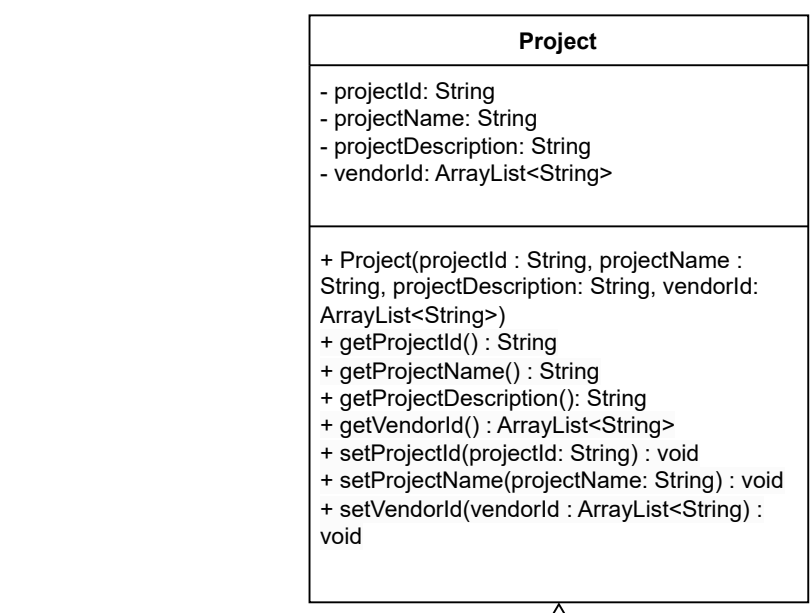 Project
- projectId: String
- projectName: String
- projectDescription: String
- vendorId: ArrayList<String>
+ Project(projectId : String, projectName :
String, projectDescription: String, vendorId:
ArrayList<String>)
+ getProjectId() : String
+ getProjectName() : String
+ getProjectDescription(): String
+ getVendorId() : ArrayList<String>
+ setProjectId(projectId: String) : void
+ setProjectName(projectName: String) : void
+ setVendorId(vendorId : ArrayList<String) :
void